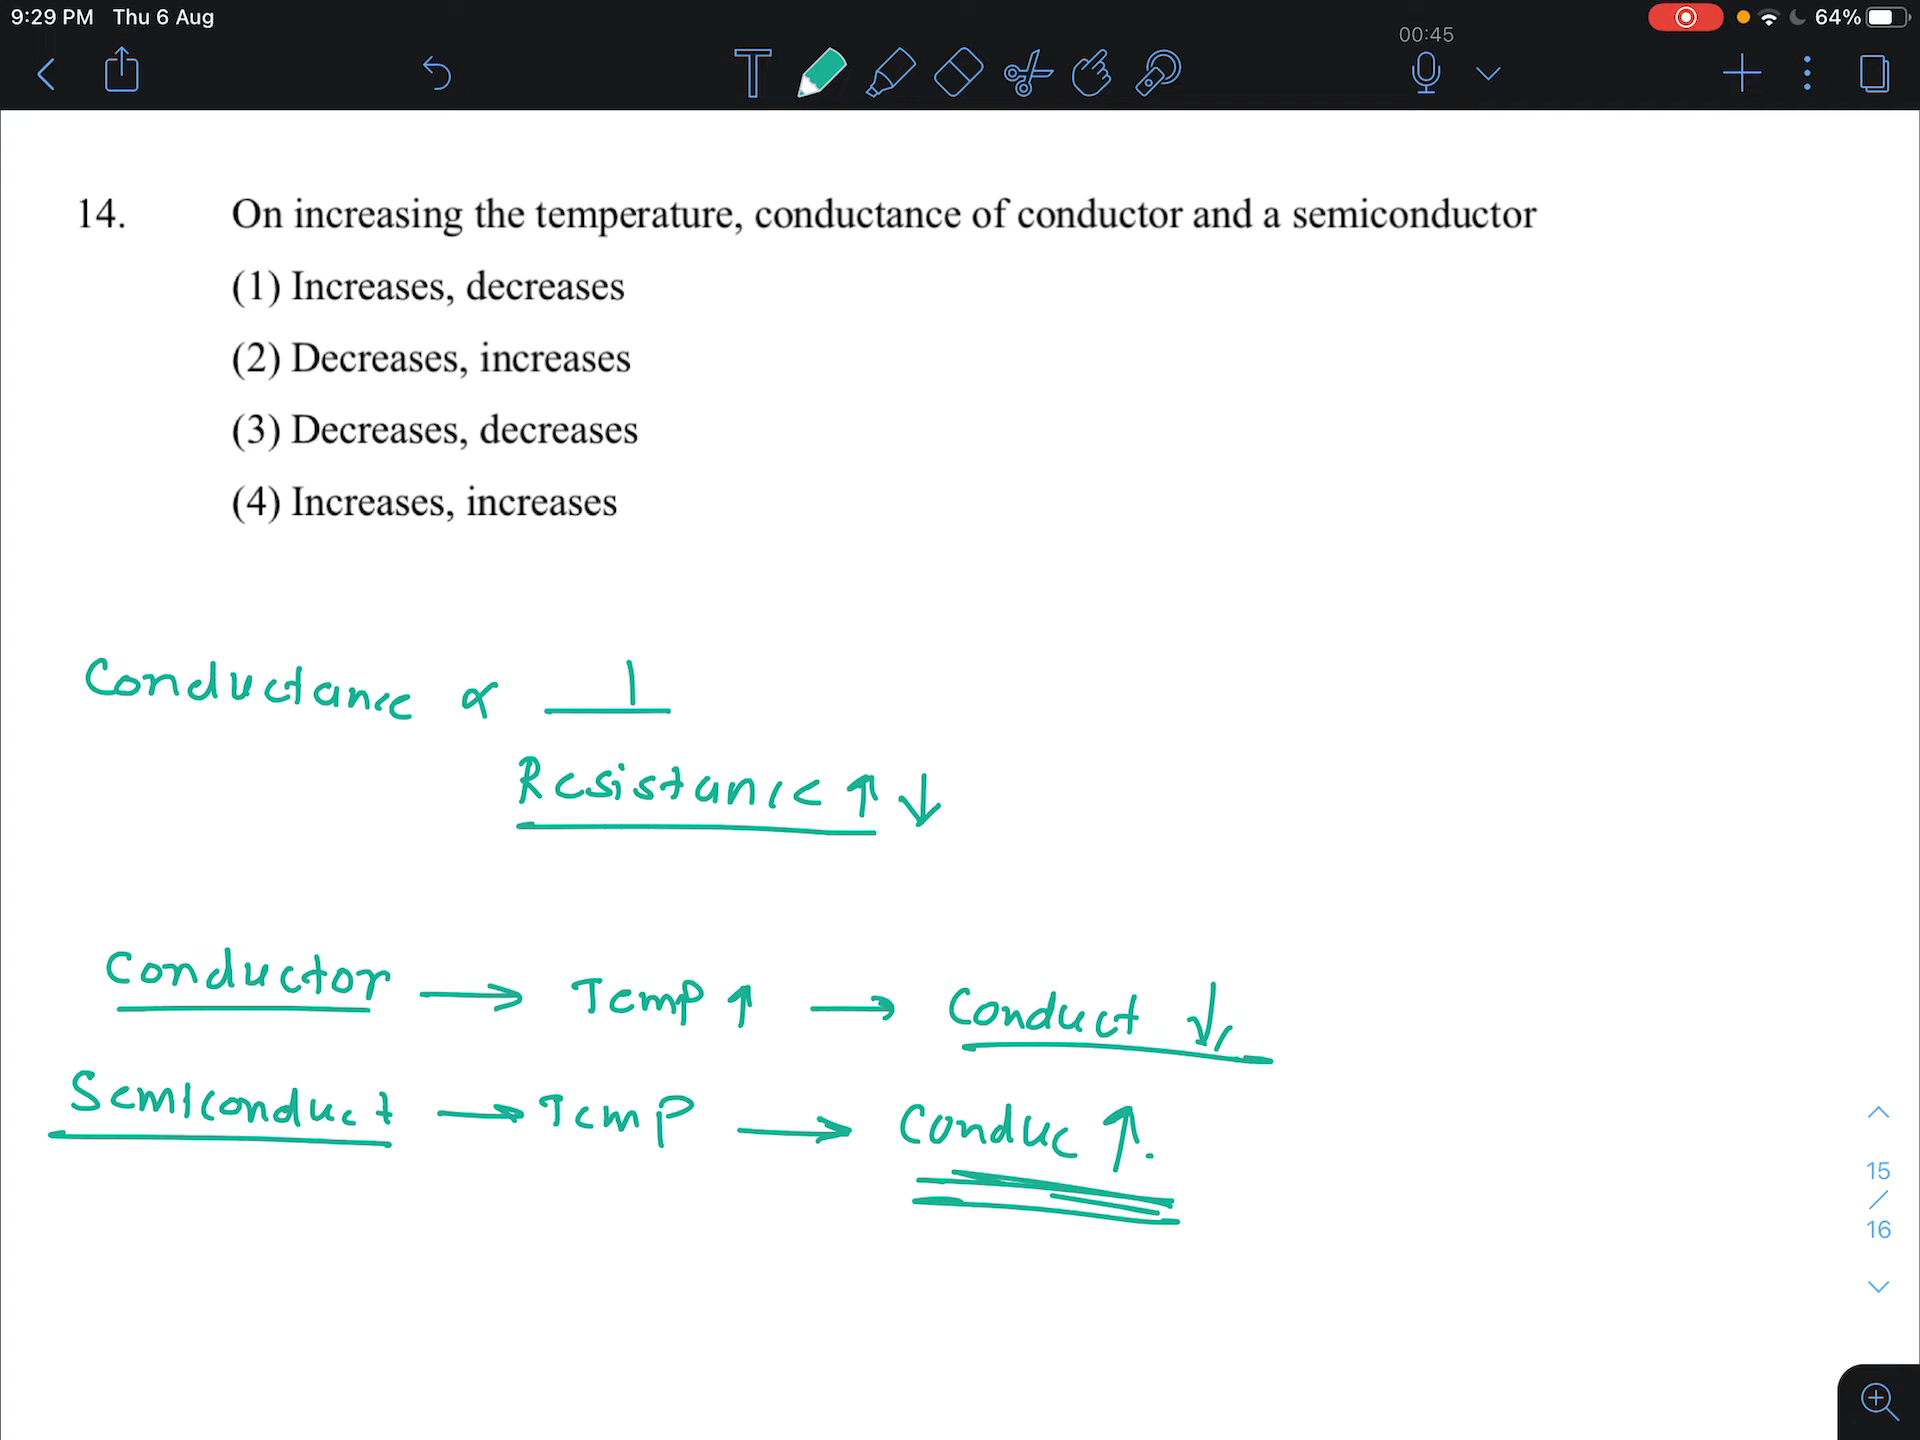 9:29 PM Thu 6 Aug
64%
00:45
14. On increasing the temperature, conductance of conductor and a semiconductor
(1) Increases, decreases
(2) Decreases, increases
(3) Decreases, decreases
(4) Increases, increases
Conductance ∝ 1
Resistance ↑ ↓
Conductor → Temp ↑ → Conduct ↓
Semiconduct → Temp → Conduc ↑.
15
/
16